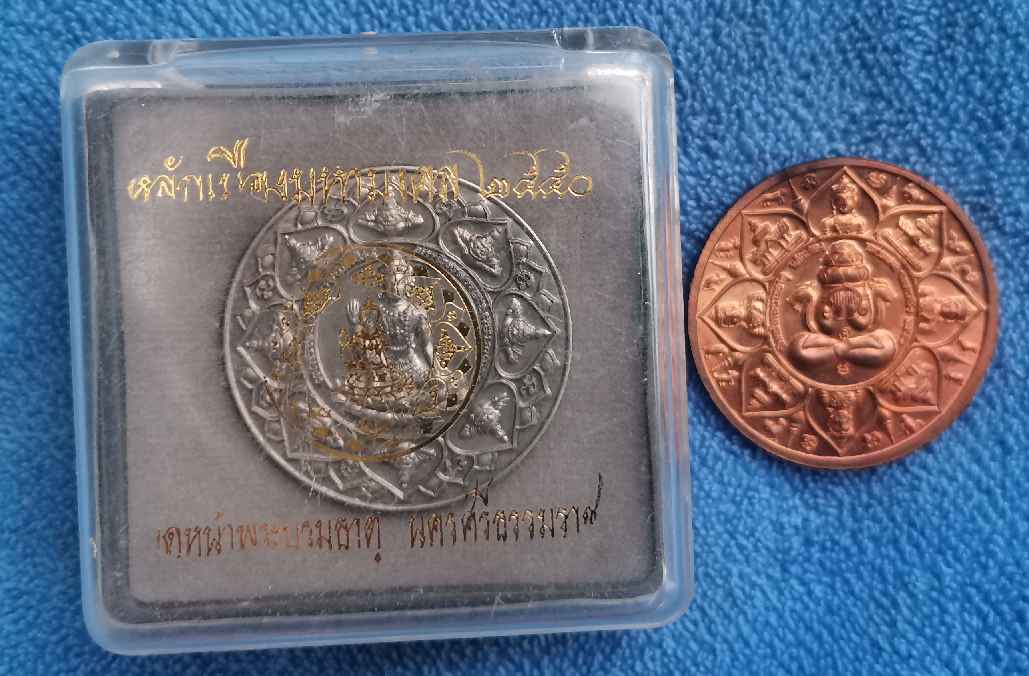 หลักเมืองมหามงคล ๒๕๕๐
วัดหน้าพระบรมธาตุ นครศรีธรรมราช